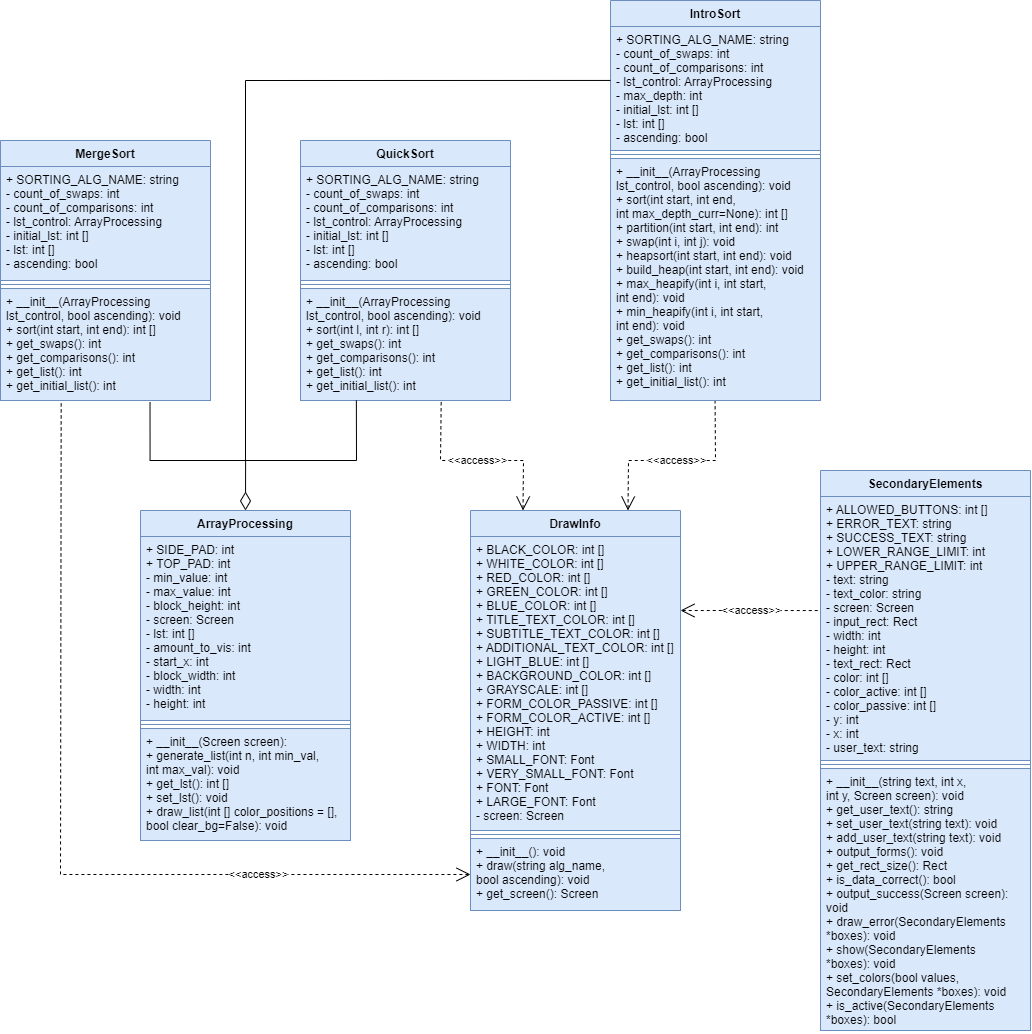 IntroSort
+ SORTING_ALG_NAME: string
- count_of_swaps: int
- count_of_comparisons: int
- lst_control: ArrayProcessing
- max_depth: int
- initial_lst: int []
- lst: int []
- ascending: bool
+ __init__(ArrayProcessing
lst_control, bool ascending): void
+ sort(int start, int end,
int max_depth_curr=None): int []
+ partition(int start, int end): int
+ swap(int i, int j): void
+ heapsort(int start, int end): void
+ build_heap(int start, int end): void
+ max_heapify(int i, int start,
int end): void
+ min_heapify(int i, int start,
int end): void
+ get_swaps(): int
+ get_comparisons(): int
+ get_list(): int
+ get_initial_list(): int
MergeSort
+ SORTING_ALG_NAME: string
- count_of_swaps: int
- count_of_comparisons: int
- lst_control: ArrayProcessing
- initial_lst: int []
- lst: int []
- ascending: bool
+ __init__(ArrayProcessing
lst_control, bool ascending): void
+ sort(int start, int end): int []
+ get_swaps(): int
+ get_comparisons(): int
+ get_list(): int
+ get_initial_list(): int
QuickSort
+ SORTING_ALG_NAME: string
- count_of_swaps: int
- count_of_comparisons: int
- lst_control: ArrayProcessing
- initial_lst: int []
- lst: int []
- ascending: bool
+ __init__(ArrayProcessing
lst_control, bool ascending): void
+ sort(int l, int r): int []
+ get_swaps(): int
+ get_comparisons(): int
+ get_list(): int
+ get_initial_list(): int
<<access>>
<<access>>
ArrayProcessing
+ SIDE_PAD: int
+ TOP_PAD: int
- min_value: int
- max_value: int
- block_height: int
- screen: Screen
- lst: int []
- amount_to_vis: int
- start_x: int
- block_width: int
- width: int
- height: int
+ __init__(Screen screen):
+ generate_list(int n, int min_val,
int max_val): void
+ get_lst(): int []
+ set_lst(): void
+ draw_list(int [] color_positions = [],
bool clear_bg=False): void
<<access>>
DrawInfo
+ BLACK_COLOR: int []
+ WHITE_COLOR: int []
+ RED_COLOR: int []
+ GREEN_COLOR: int []
+ BLUE_COLOR: int []
+ TITLE_TEXT_COLOR: int []
+ SUBTITLE_TEXT_COLOR: int []
+ ADDITIONAL_TEXT_COLOR: int []
+ LIGHT_BLUE: int []
+ BACKGROUND_COLOR: int []
+ GRAYSCALE: int []
+ FORM_COLOR_PASSIVE: int []
+ FORM_COLOR_ACTIVE: int []
+ HEIGHT: int
+ WIDTH: int
+ SMALL_FONT: Font
+ VERY_SMALL_FONT: Font
+ FONT: Font
+ LARGE_FONT: Font
- screen: Screen
+ __init__(): void
+ draw(string alg_name,
bool ascending): void
+ get_screen(): Screen
<<access>>
SecondaryElements
+ ALLOWED_BUTTONS: int []
+ ERROR_TEXT: string
+ SUCCESS_TEXT: string
+ LOWER_RANGE_LIMIT: int
+ UPPER_RANGE_LIMIT: int
- text: string
- text_color: string
- screen: Screen
- input_rect: Rect
- width: int
- height: int
- text_rect: Rect
- color: int []
- color_active: int []
- color_passive: int []
- y: int
- x: int
- user_text: string
+ __init__(string text, int x,
int y, Screen screen): void
+ get_user_text(): string
+ set_user_text(string text): void
+ add_user_text(string text): void
+ output_forms(): void
+ get_rect_size(): Rect
+ is_data_correct(): bool
+ output_success(Screen screen):
void
+ draw_error(SecondaryElements
*boxes): void
+ show(SecondaryElements
*boxes): void
+ set_colors(bool values,
SecondaryElements *boxes): void
+ is_active(SecondaryElements
*boxes): bool